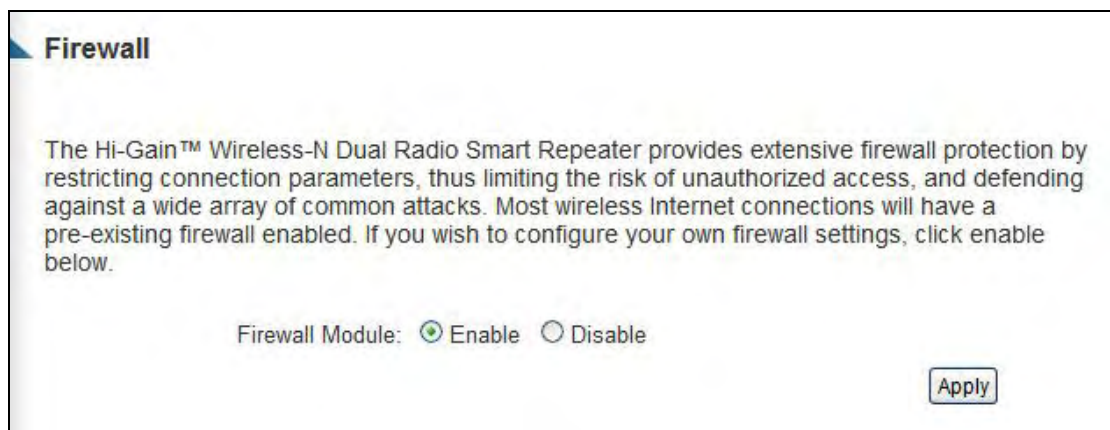 Firewall
The Hi-Gain™ Wireless-N Dual Radio Smart Repeater provides extensive firewall protection by
restricting connection parameters, thus limiting the risk of unauthorized access, and defending
against a wide array of common attacks. Most wireless Internet connections will have a
pre-existing firewall enabled. If you wish to configure your own firewall settings, click enable
below.
Firewall Module: Enable Disable
Apply